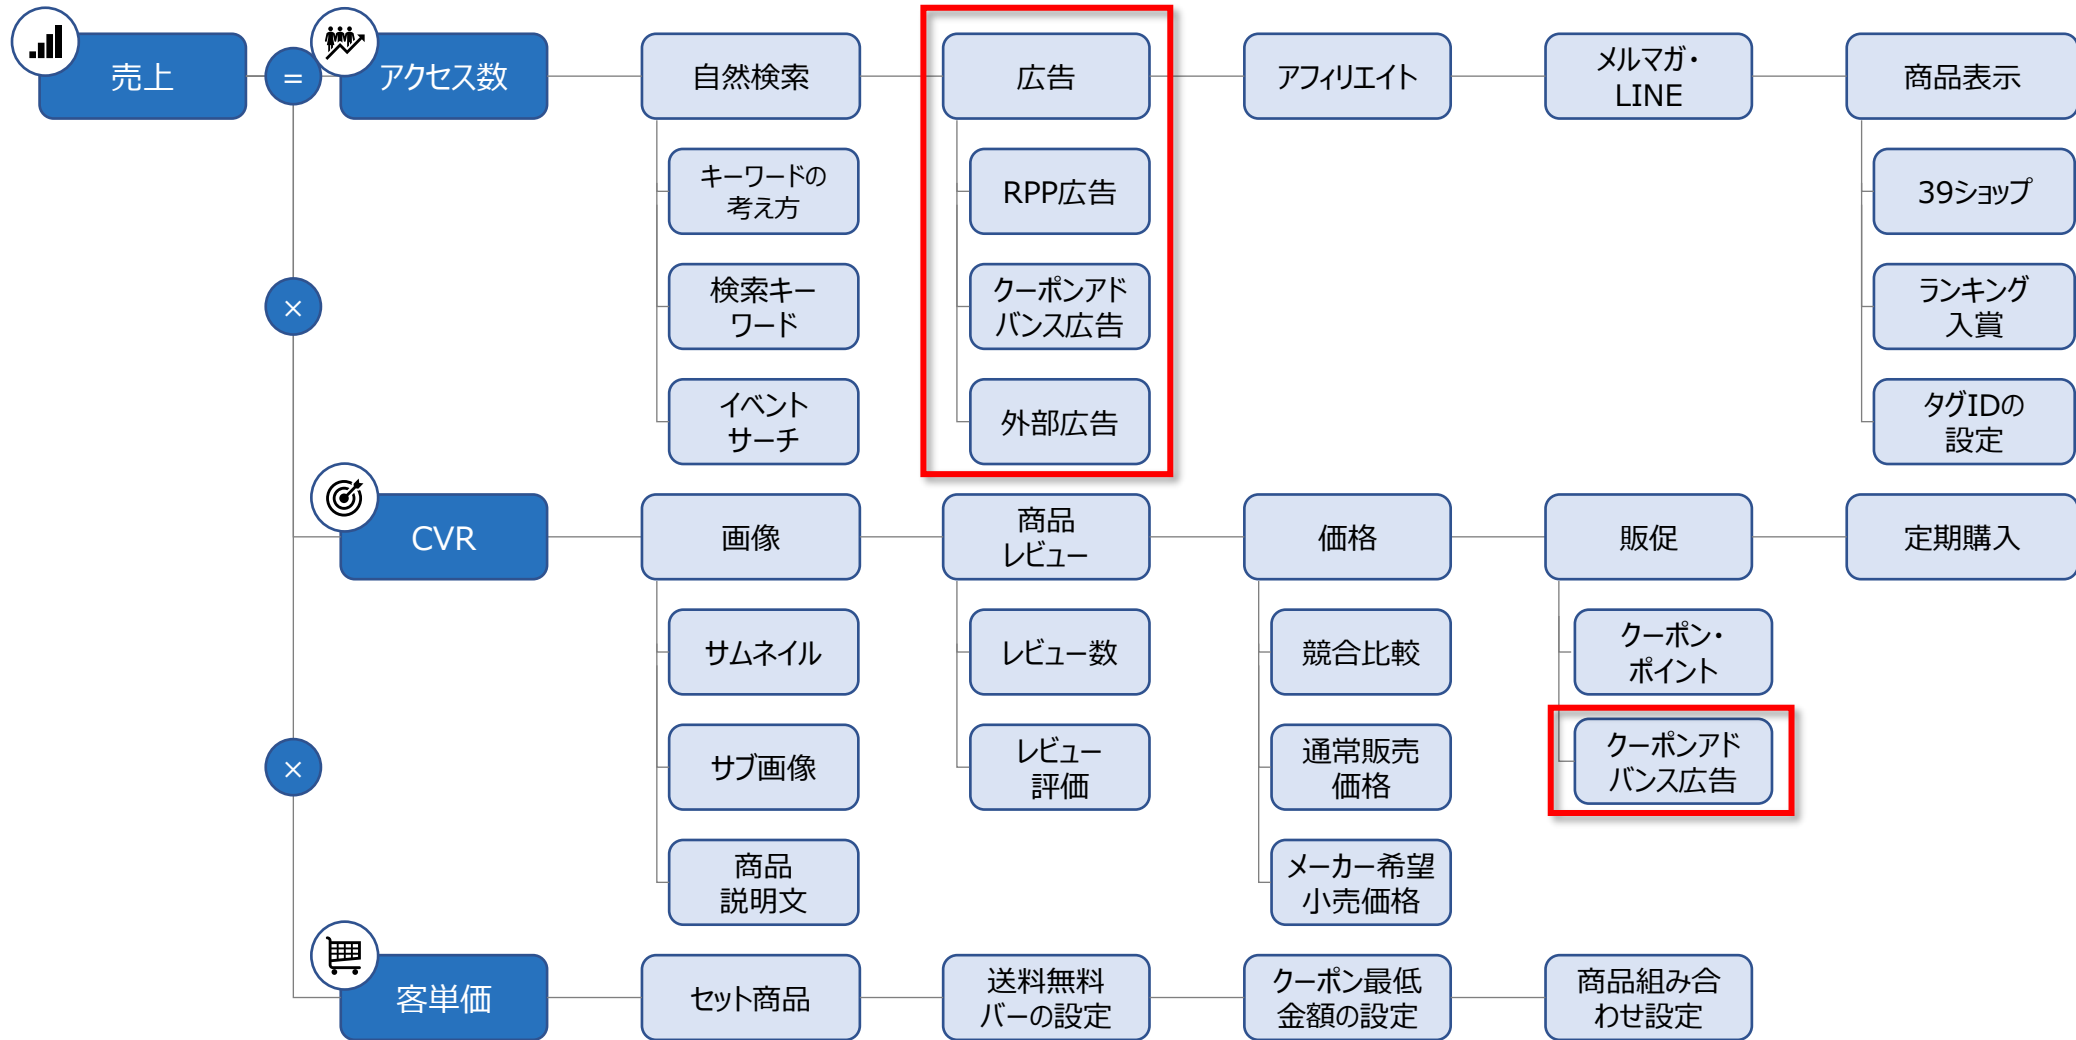 売上
=
アクセス数
自然検索
広告
アフィリエイト
メルマガ・
LINE
商品表示
キーワードの
考え方
RPP広告
39ショップ
×
検索キー
ワード
クーポンアド
バンス広告
ランキング
入賞
イベント
サーチ
外部広告
タグIDの
設定
CVR
画像
商品
レビュー
価格
販促
定期購入
サムネイル
レビュー数
競合比較
クーポン・
ポイント
×
サブ画像
レビュー
評価
通常販売
価格
クーポンアド
バンス広告
商品
説明文
メーカー希望
小売価格
客単価
セット商品
送料無料
バーの設定
クーポン最低
金額の設定
商品組み合
わせ設定